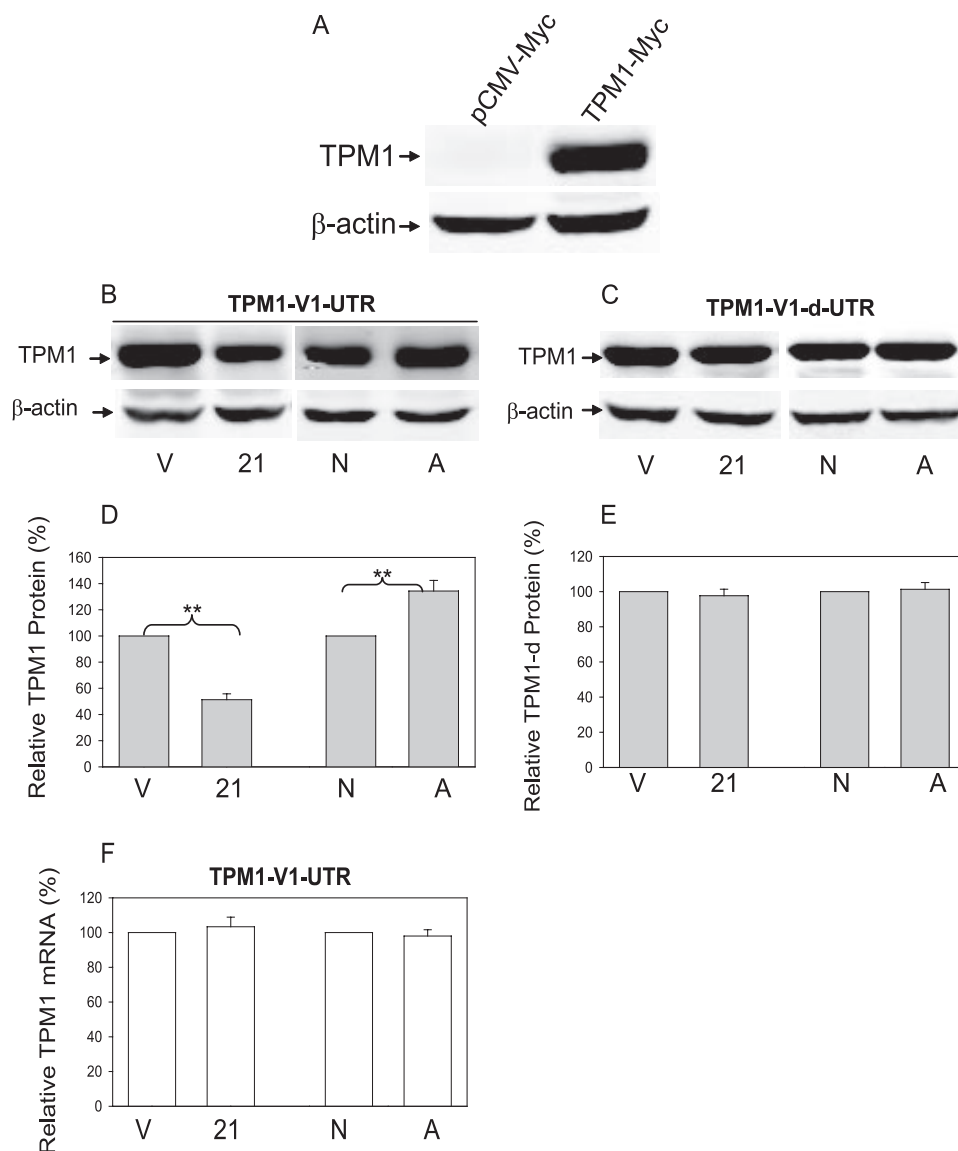 A
pCMV-Myc
TPM1-Myc
TPM1
β-actin
B
TPM1-V1-UTR
TPM1
β-actin
V 21 N A
C
TPM1-V1-d-UTR
TPM1
β-actin
V 21 N A
D
Relative TPM1 Protein (%)
160
140
120
100
80
60
40
20
0
**
**
V 21 N A
E
Relative TPM1-d Protein (%)
120
100
80
60
40
20
0
V 21 N A
F
TPM1-V1-UTR
Relative TPM1 mRNA (%)
120
100
80
60
40
20
0
V 21 N A